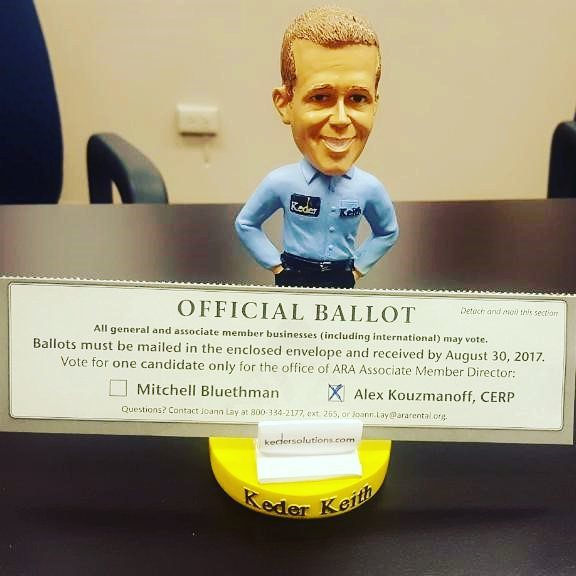 Keder
Keith
OFFICIAL BALLOT
Detach and mail this section
All general and associate member businesses (including international) may vote.
Ballots must be mailed in the enclosed envelope and received by August 30, 2017.
Vote for one candidate only for the office of ARA Associate Member Director:
Mitchell Bluethman
Alex Kouzmanoff, CERP
Questions? Contact Joann Lay at 800-334-2177, ext. 265, or Joann.Lay@ararental.org.
kedersolutions.com
Keder Keith